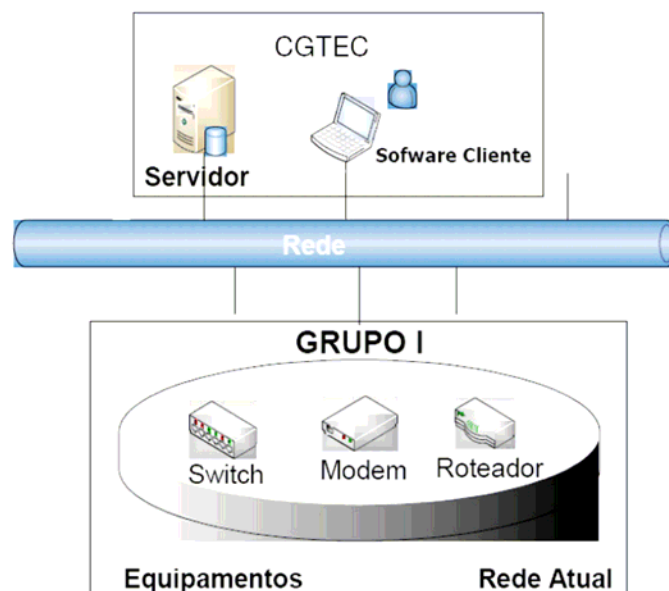 CGTEC
Servidor
Sofware Cliente
Rede
GRUPO I
Switch
Modem
Roteador
Equipamentos
Rede Atual